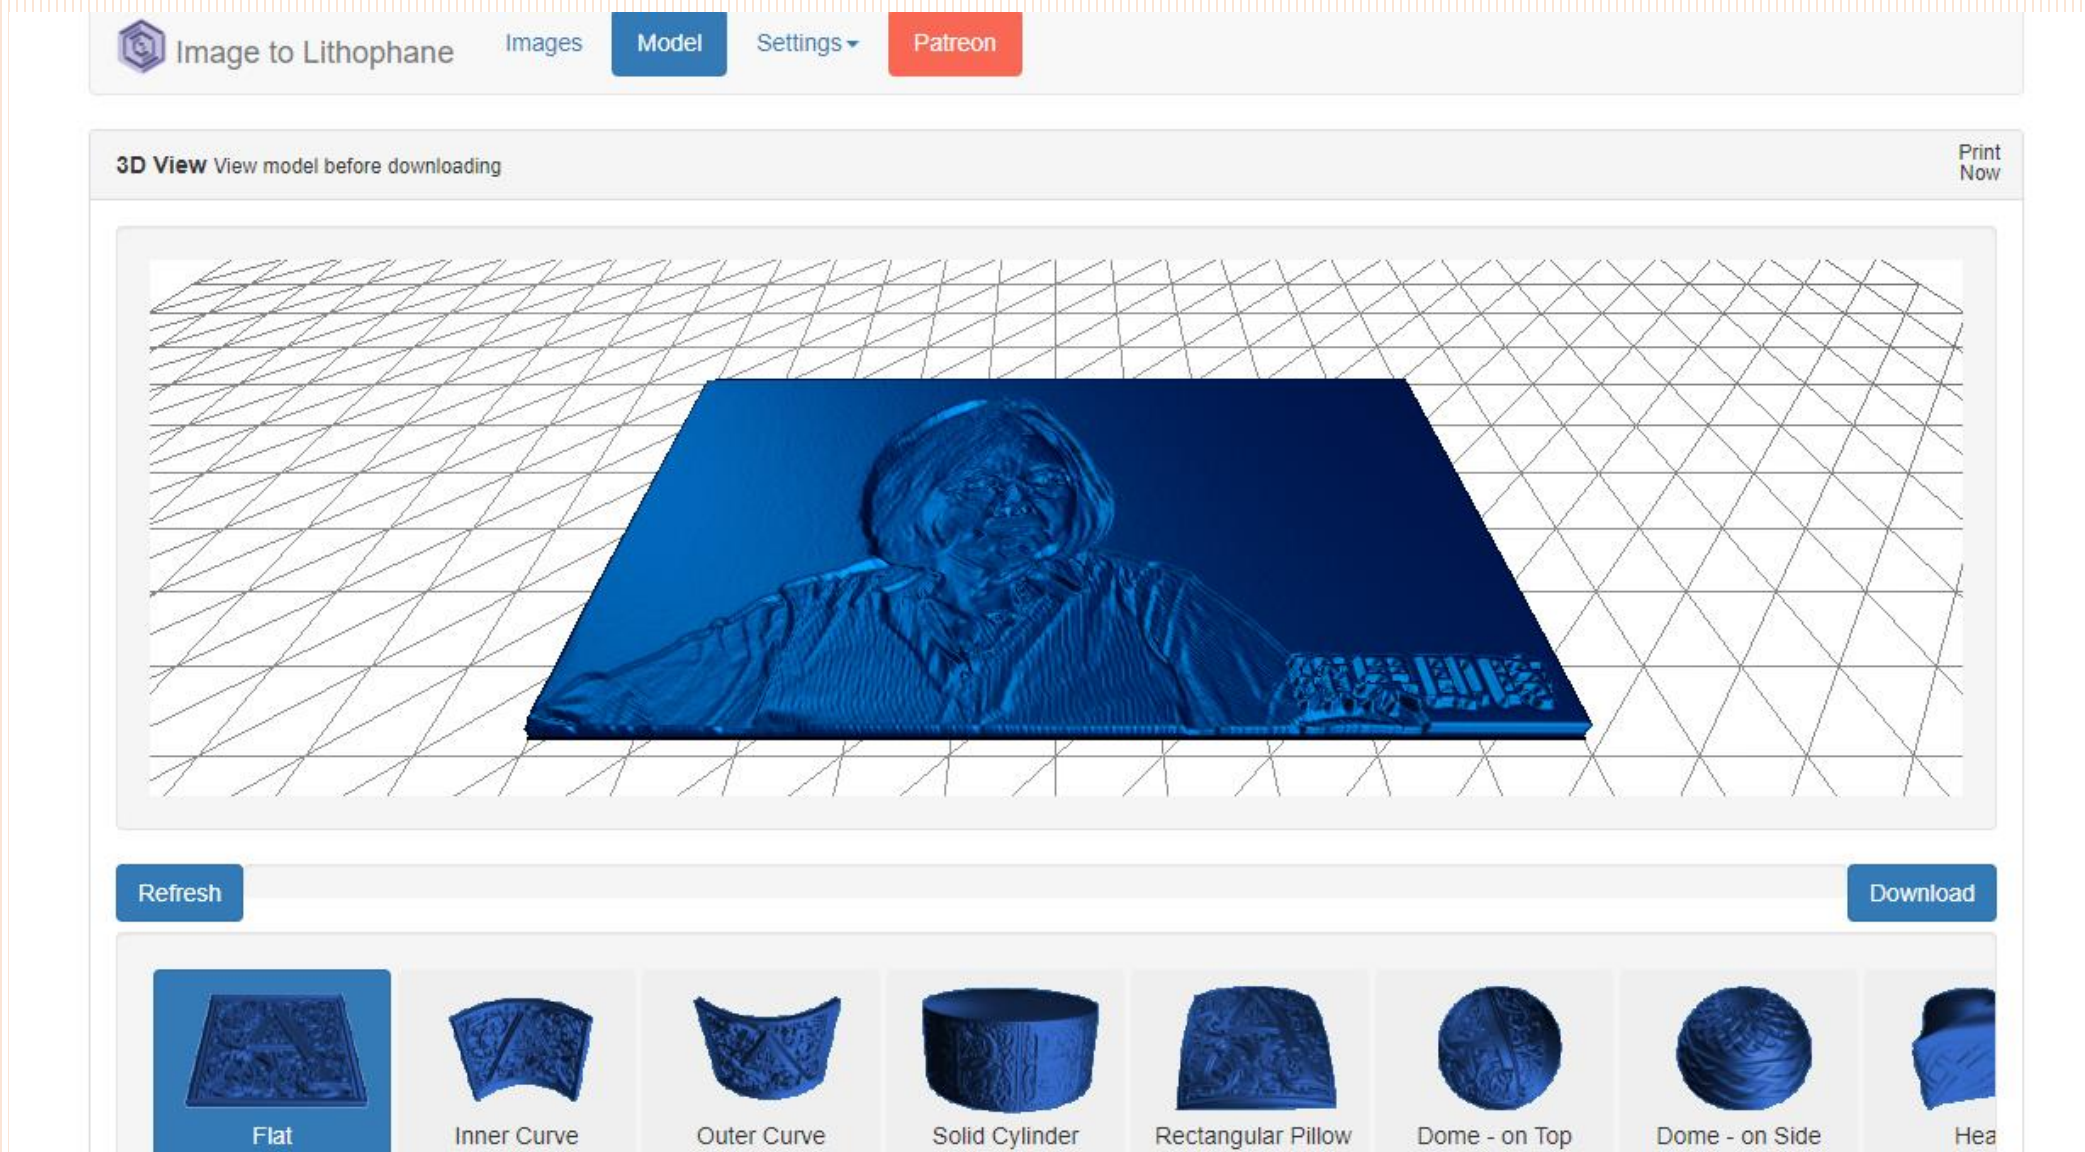 Image to Lithophane
Images
Model
Settings
Patreon
3D View View model before downloading
Print
Now
Refresh
Download
Flat
Inner Curve
Outer Curve
Solid Cylinder
Rectangular Pillow
Dome - on Top
Dome - on Side
Hea